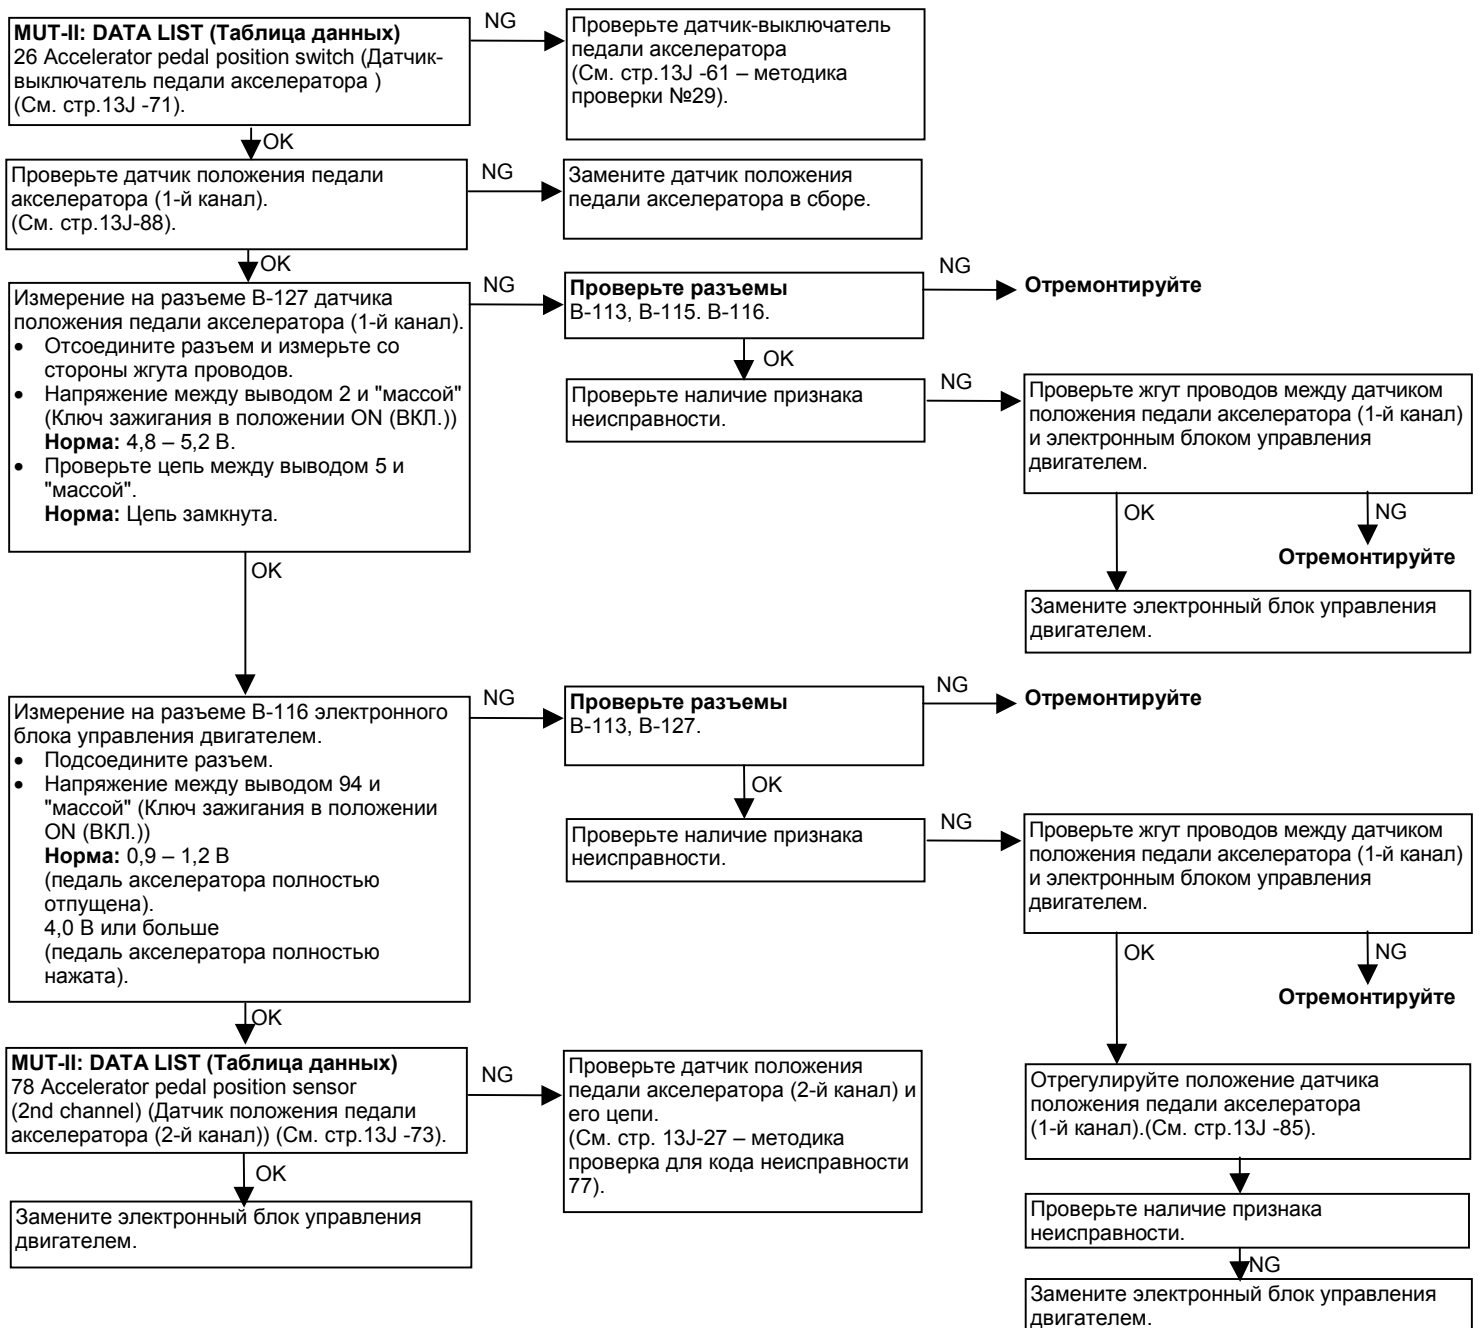 MUT-II: DATA LIST (Таблица данных)
26 Accelerator pedal position switch (Датчик-
выключатель педали акселератора )
(См. стр.13J -71).
NG
Проверьте датчик-выключатель
педали акселератора
(См. стр.13J -61 – методика
проверки №29).
OK
Проверьте датчик положения педали
акселератора (1-й канал).
(См. стр.13J-88).
NG
Замените датчик положения
педали акселератора в сборе.
OK
Измерение на разъеме В-127 датчика
положения педали акселератора (1-й канал).
• Отсоедините разъем и измерьте со
стороны жгута проводов.
• Напряжение между выводом 2 и "массой"
(Ключ зажигания в положении ON (ВКЛ.))
Норма: 4,8 – 5,2 В.
• Проверьте цепь между выводом 5 и
"массой".
Норма: Цепь замкнута.
NG
Проверьте разъемы
В-113, В-115. В-116.
NG
Отремонтируйте
OK
Проверьте наличие признака
неисправности.
NG
Проверьте жгут проводов между датчиком
положения педали акселератора (1-й канал)
и электронным блоком управления
двигателем.
OK
NG
Отремонтируйте
Замените электронный блок управления
двигателем.
OK
Измерение на разъеме В-116 электронного
блока управления двигателем.
• Подсоедините разъем.
• Напряжение между выводом 94 и
"массой" (Ключ зажигания в положении
ON (ВКЛ.))
Норма: 0,9 – 1,2 В
(педаль акселератора полностью
отпущена).
4,0 В или больше
(педаль акселератора полностью
нажата).
NG
Проверьте разъемы
В-113, В-127.
NG
Отремонтируйте
OK
Проверьте наличие признака
неисправности.
NG
Проверьте жгут проводов между датчиком
положения педали акселератора (1-й канал)
и электронным блоком управления
двигателем.
OK
NG
Отремонтируйте
Отрегулируйте положение датчика
положения педали акселератора
(1-й канал).(См. стр.13J -85).
Проверьте наличие признака
неисправности.
NG
Замените электронный блок управления
двигателем.
OK
MUT-II: DATA LIST (Таблица данных)
78 Accelerator pedal position sensor
(2nd channel) (Датчик положения педали
акселератора (2-й канал)) (См. стр.13J -73).
NG
Проверьте датчик положения
педали акселератора (2-й канал) и
его цепи.
(См. стр. 13J-27 – методика
проверка для кода неисправности
77).
OK
Замените электронный блок управления
двигателем.